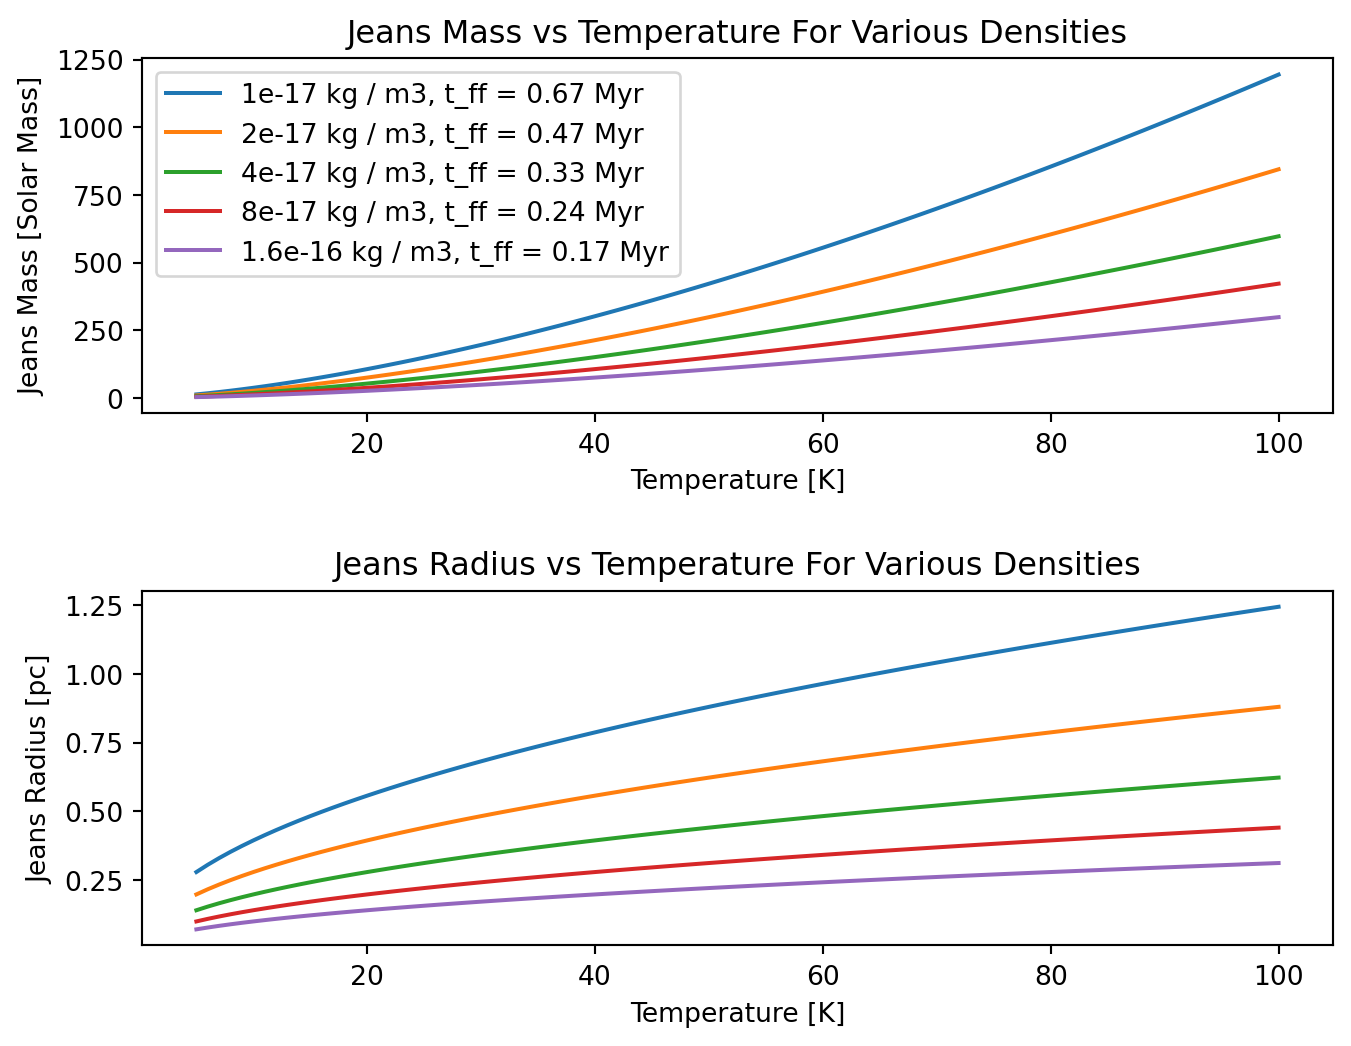 Jeans Mass vs Temperature For Various Densities
Jeans Mass [Solar Mass]
1250
1000
750
500
250
0
1e-17 kg / m3, t_ff = 0.67 Myr
2e-17 kg / m3, t_ff = 0.47 Myr
4e-17 kg / m3, t_ff = 0.33 Myr
8e-17 kg / m3, t_ff = 0.24 Myr
1.6e-16 kg / m3, t_ff = 0.17 Myr
20 40 60 80 100
Temperature [K]
Jeans Radius vs Temperature For Various Densities
Jeans Radius [pc]
1.25
1.00
0.75
0.50
0.25
20 40 60 80 100
Temperature [K]